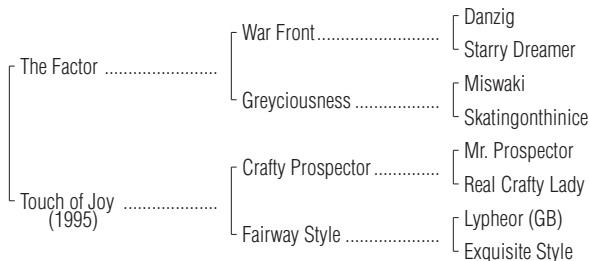 Danzig
War Front
Starry Dreamer
The Factor
Miswaki
Greyciousness
Skatingonthinice
Mr. Prospector
Crafty Prospector
Real Crafty Lady
Touch of Joy
(1995)
Lypheor (GB)
Fairway Style
Exquisite Style